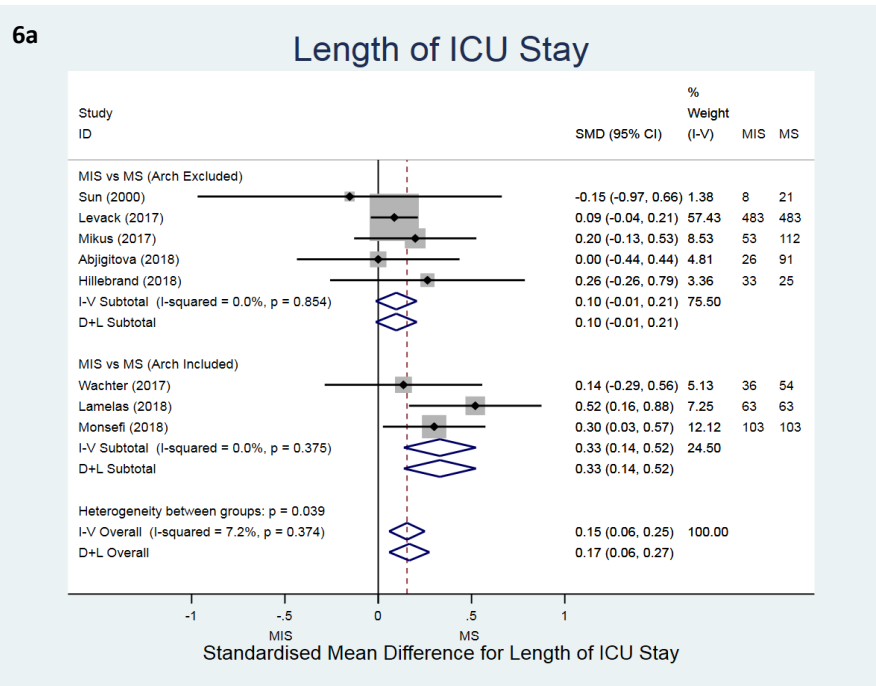 6a
Length of ICU Stay
%
Study Weight
ID SMD (95% CI) (I-V) MIS MS
MIS vs MS (Arch Excluded)
Sun (2000) -0.15 (-0.97, 0.66) 1.38 8 21
Levack (2017) 0.09 (-0.04, 0.21) 57.43 483 483
Mikus (2017) 0.20 (-0.13, 0.53) 8.53 53 112
Abjigitova (2018) 0.00 (-0.44, 0.44) 4.81 26 91
Hillebrand (2018) 0.26 (-0.26, 0.79) 3.36 33 25
I-V Subtotal (I-squared = 0.0%, p = 0.854) 0.10 (-0.01, 0.21) 75.50
D+L Subtotal 0.10 (-0.01, 0.21)
MIS vs MS (Arch Included)
Wachter (2017) 0.14 (-0.29, 0.56) 5.13 36 54
Lamelas (2018) 0.52 (0.16, 0.88) 7.25 63 63
Monsefi (2018) 0.30 (0.03, 0.57) 12.12 103 103
I-V Subtotal (I-squared = 0.0%, p = 0.375) 0.33 (0.14, 0.52) 24.50
D+L Subtotal 0.33 (0.14, 0.52)
Heterogeneity between groups: p = 0.039
I-V Overall (I-squared = 7.2%, p = 0.374) 0.15 (0.06, 0.25) 100.00
D+L Overall 0.17 (0.06, 0.27)
-1 -.5 0 .5 1
MIS MS
Standardised Mean Difference for Length of ICU Stay